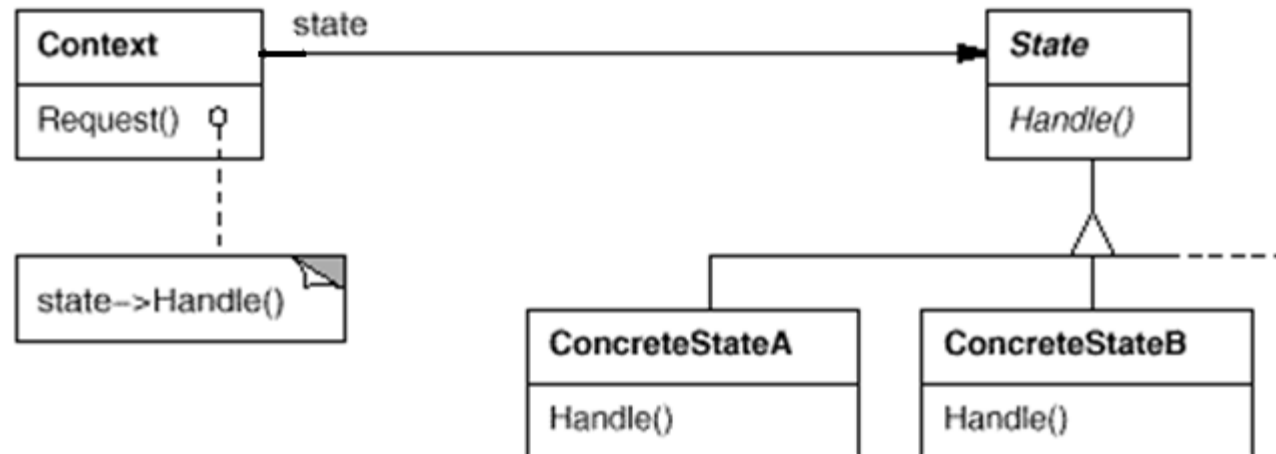 Context
Request()
state
State
Handle()
state–>Handle()
ConcreteStateA
Handle()
ConcreteStateB
Handle()